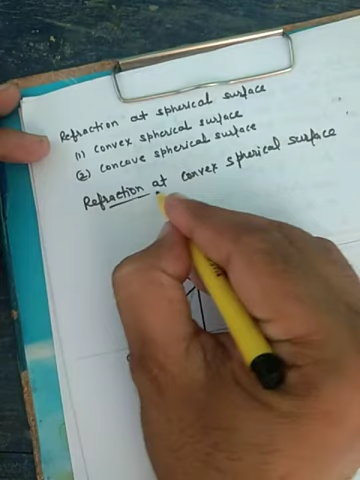 Refraction at spherical surface
(1) convex spherical surface
(2) concave spherical surface
Refraction at convex spherical surface